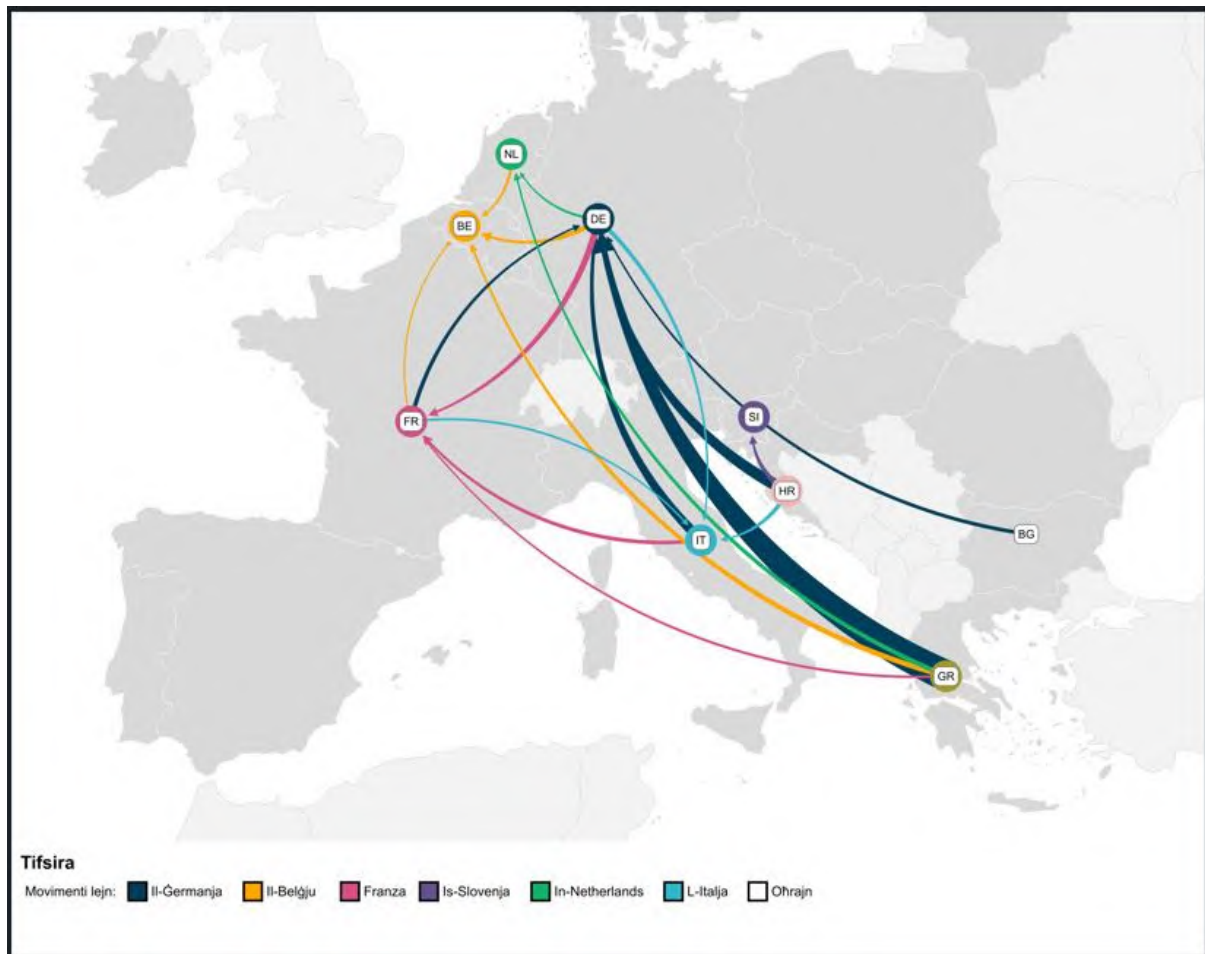 NL
DE
BE
FR
SI
HR
IT
BG
GR
Tifsira
Movimenti lejn: Il-Ġermanja Il-Belġju Franza Is-Slovenja In-Netherlands L-Italja Oħrajn